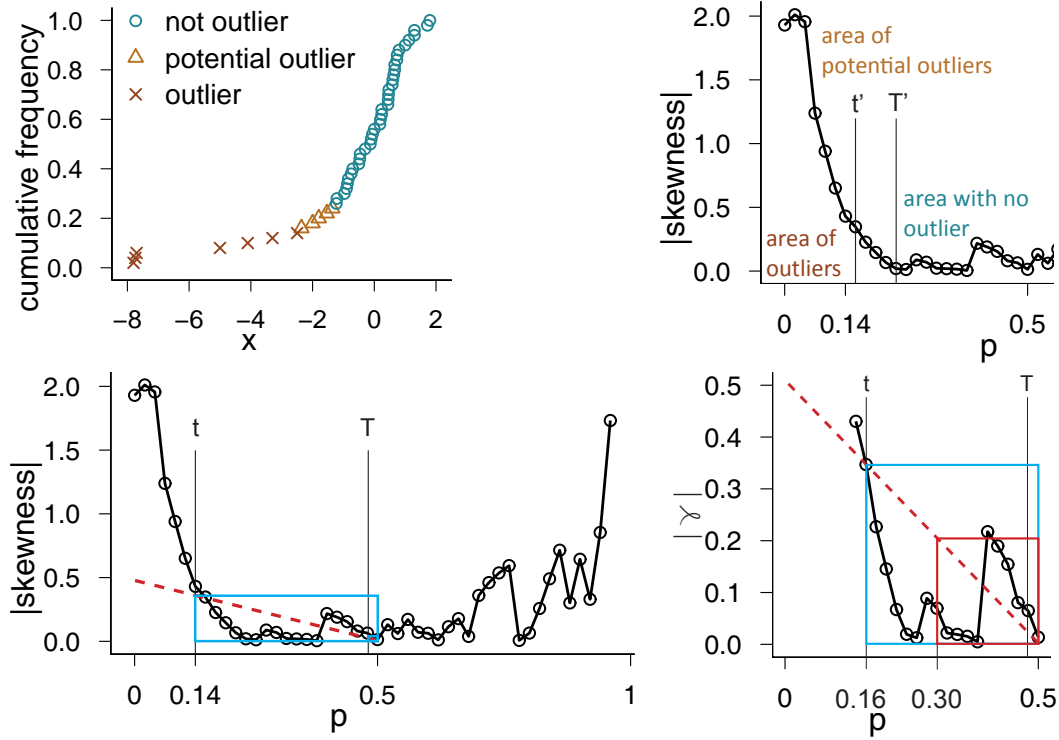 cumulative frequency
1.0
0.8
0.6
0.4
0.2
0.0
not outlier
potential outlier
outlier
−8
−6
−4
−2
0
2
x
|skewness|
2.0
1.5
1.0
0.5
0.0
area of
potential outliers
t’
T’
area with no
outlier
area of
outliers
0
0.14
0.5
p
|skewness|
2.0
1.5
1.0
0.5
0.0
t
T
0
0.14
0.5
1
p
|γ|
0.5
0.4
0.3
0.2
0.1
0.0
t
T
0
0.16
0.30
0.5
p